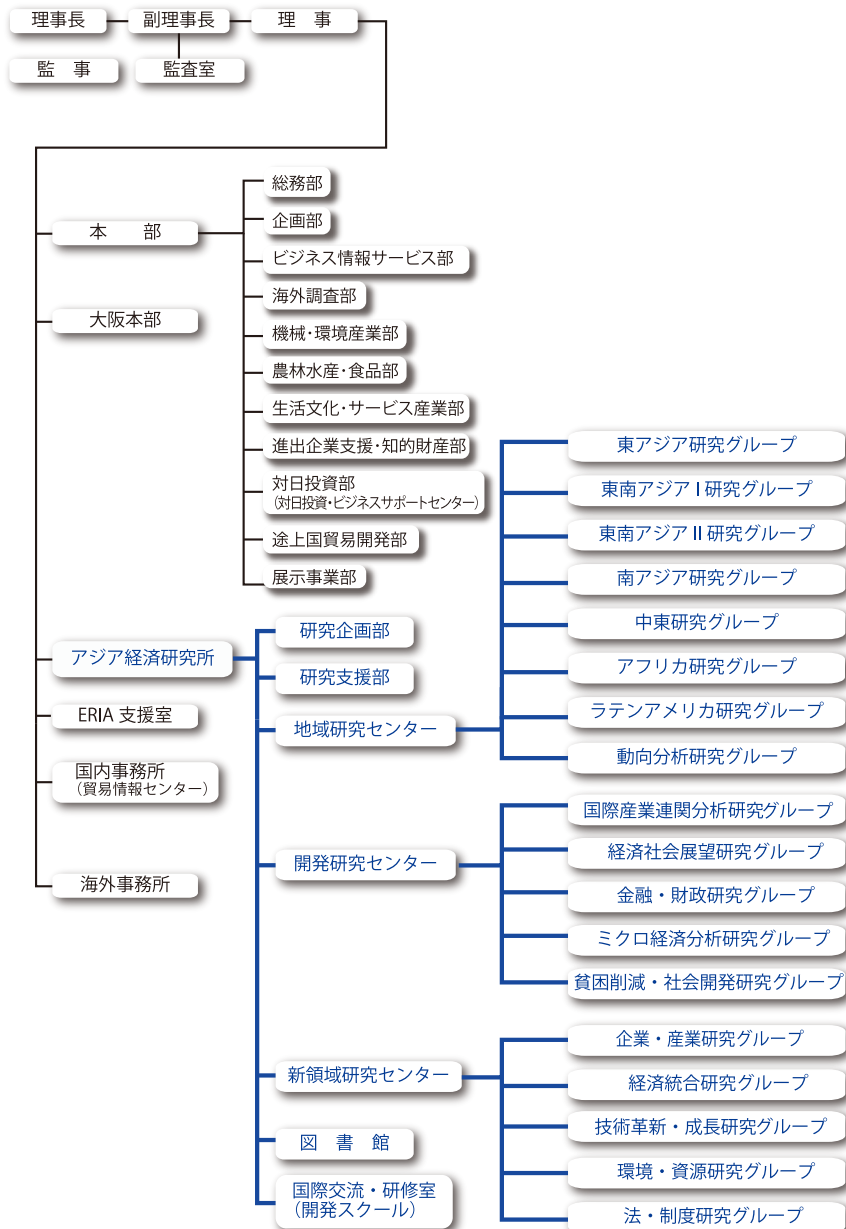 理事長
副理事長
理　事
監　事
監査室
本　部
総務部
企画部
ビジネス情報サービス部
海外調査部
機械・環境産業部
農林水産・食品部
生活文化・サービス産業部
進出企業支援・知的財産部
対日投資部
（対日投資・ビジネスサポートセンター）
途上国貿易開発部
展示事業部
大阪本部
アジア経済研究所
研究企画部
研究支援部
地域研究センター
東アジア研究グループ
東南アジア I 研究グループ
東南アジア II 研究グループ
南アジア研究グループ
中東研究グループ
アフリカ研究グループ
ラテンアメリカ研究グループ
動向分析研究グループ
開発研究センター
国際産業連関分析研究グループ
経済社会展望研究グループ
金融・財政研究グループ
ミクロ経済分析研究グループ
貧困削減・社会開発研究グループ
新領域研究センター
企業・産業研究グループ
経済統合研究グループ
技術革新・成長研究グループ
環境・資源研究グループ
法・制度研究グループ
図　書　館
国際交流・研修室
（開発スクール）
ERIA 支援室
国内事務所
（貿易情報センター）
海外事務所